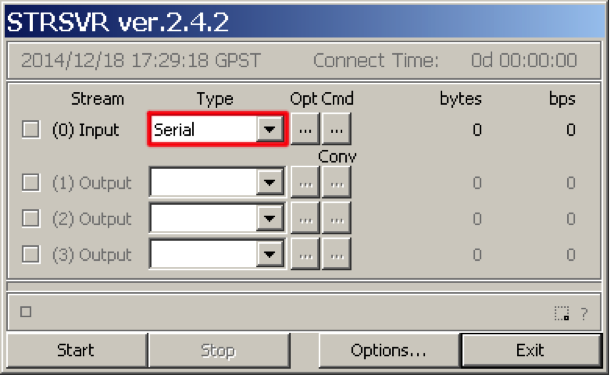 STRSVR ver.2.4.2
2014/12/18 17:29:18 GPST Connect Time: 0d 00:00:00
Stream Type Opt Cmd bytes bps
(0) Input Serial ... ... 0 0
Conv
(1) Output ... ... 0 0
(2) Output ... ... 0 0
(3) Output ... ... 0 0
?
Start Stop Options... Exit